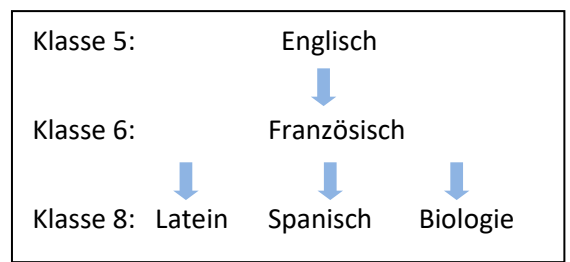 Klasse 5: Englisch
Klasse 6: Französisch
Klasse 8: Latein Spanisch Biologie